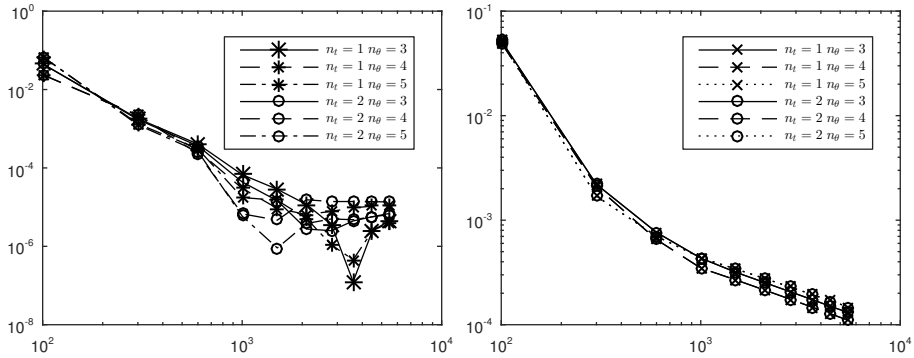 10^0
10^-2
10^-4
10^-6
10^-8
10^2
10^3
10^4
n_t = 1 n_θ = 3
n_t = 1 n_θ = 4
n_t = 1 n_θ = 5
n_t = 2 n_θ = 3
n_t = 2 n_θ = 4
n_t = 2 n_θ = 5
10^-1
10^-2
10^-3
10^-4
10^2
10^3
10^4
n_t = 1 n_θ = 3
n_t = 1 n_θ = 4
n_t = 1 n_θ = 5
n_t = 2 n_θ = 3
n_t = 2 n_θ = 4
n_t = 2 n_θ = 5